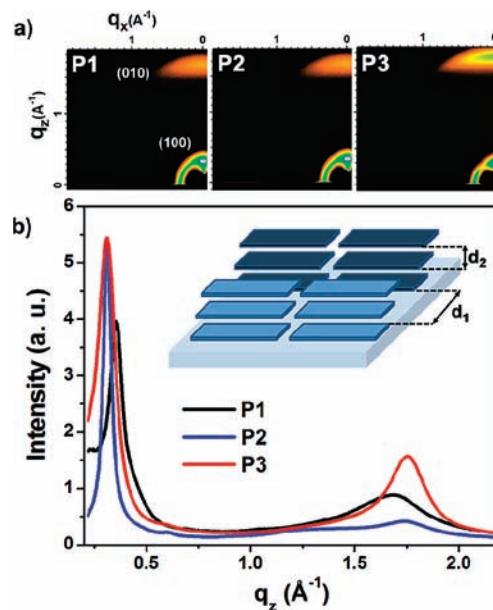 a)
qx(A⁻¹)
1 0
1 0
1 0
P1
P2
P3
(010)
(100)
qz(A⁻¹)
1
0
b)
6
5
4
3
2
1
0
Intensity (a. u.)
d₂
d₁
P1
P2
P3
0.5 1.0 1.5 2.0
qz (Å⁻¹)